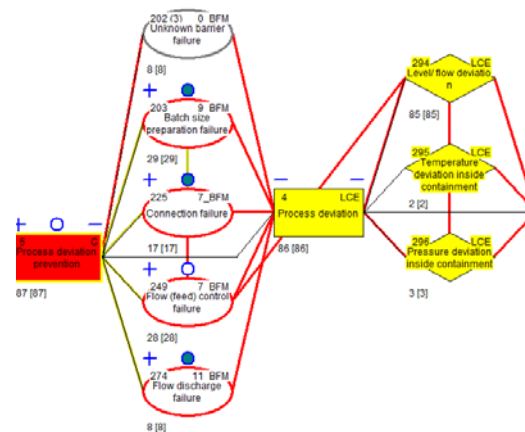 202 (3) 0 BFM
Unknown barrier
failure
8 [8]
203 9 BFM
Batch size
preparation failure
29 [29]
225 7_BFM
Connection failure
17 [17]
249 7 BFM
Flow (feed) control
failure
28 [28]
274 11 BFM
Flow discharge
failure
8 [8]
5 G
Process deviation
prevention
87 [87]
4 LCE
Process deviation
86 [86]
294 LCE
Level/ flow deviatio
n
85 [85]
295 LCE
Temperature
deviation inside
containment
2 [2]
296 LCE
Pressure deviation
inside containment
3 [3]